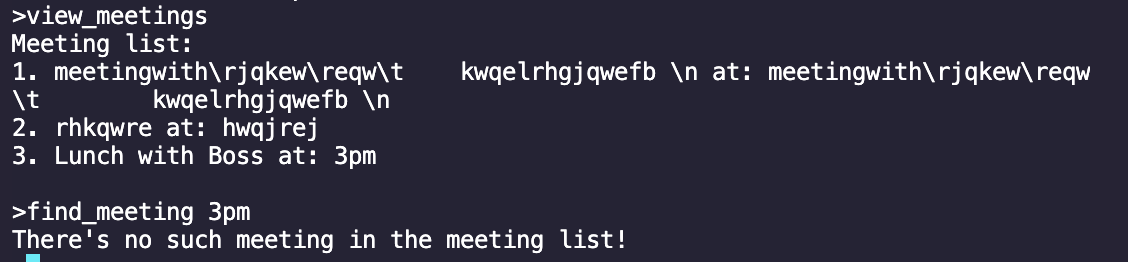 >view_meetings
Meeting list:
1. meetingwith\rjqkew\reqw\t    kwqelrhgjqwefb \n at: meetingwith\rjqkew\reqw
\t        kwqelrhgjqwefb \n
2. rhkqwre at: hwqjrej
3. Lunch with Boss at: 3pm
>find_meeting 3pm
There's no such meeting in the meeting list!